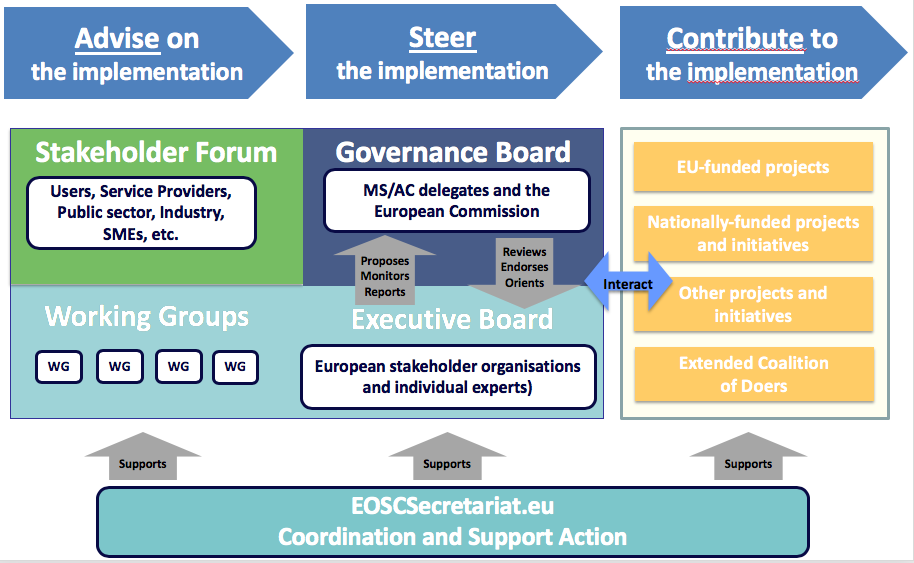 Advise on
the implementation
Steer
the implementation
Contribute to
the implementation
Stakeholder Forum
Users, Service Providers,
Public sector, Industry,
SMEs, etc.
Governance Board
MS/AC delegates and the
European Commission
Proposes
Monitors
Reports
Reviews
Endorses
Orients
Interact
EU-funded projects
Nationally-funded projects
and initiatives
Other projects and
initiatives
Extended Coalition
of Doers
Working Groups
WG
WG
WG
WG
Executive Board
European stakeholder organisations
and individual experts)
Supports
Supports
Supports
EOSCSecretariat.eu
Coordination and Support Action